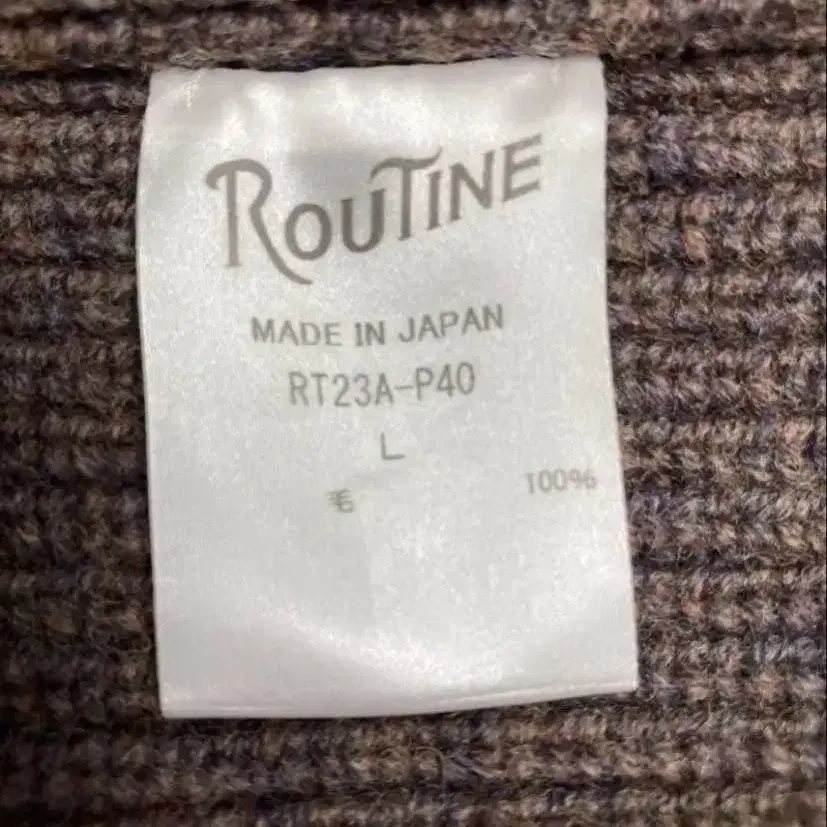 ROUTINE
MADE IN JAPAN
RT23A-P40
L
毛 100%